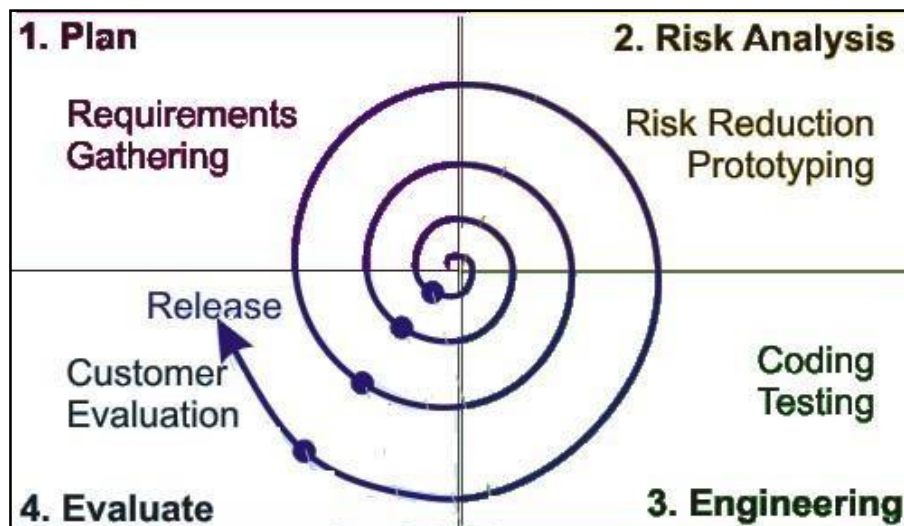 1. Plan
2. Risk Analysis
Requirements
Gathering
Risk Reduction
Prototyping
Release
Customer
Evaluation
Coding
Testing
4. Evaluate
3. Engineering